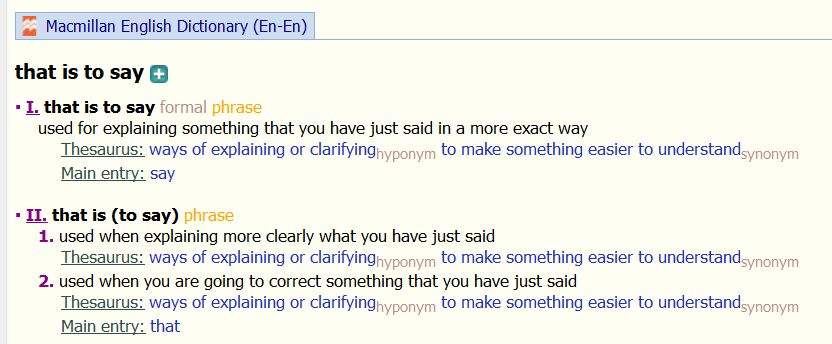 Macmillan English Dictionary (En-En)
that is to say
· I. that is to say formal phrase
used for explaining something that you have just said in a more exact way
Thesaurus: ways of explaining or clarifying hyponym to make something easier to understand synonym
Main entry: say
· II. that is (to say) phrase
1. used when explaining more clearly what you have just said
Thesaurus: ways of explaining or clarifying hyponym to make something easier to understand synonym
2. used when you are going to correct something that you have just said
Thesaurus: ways of explaining or clarifying hyponym to make something easier to understand synonym
Main entry: that